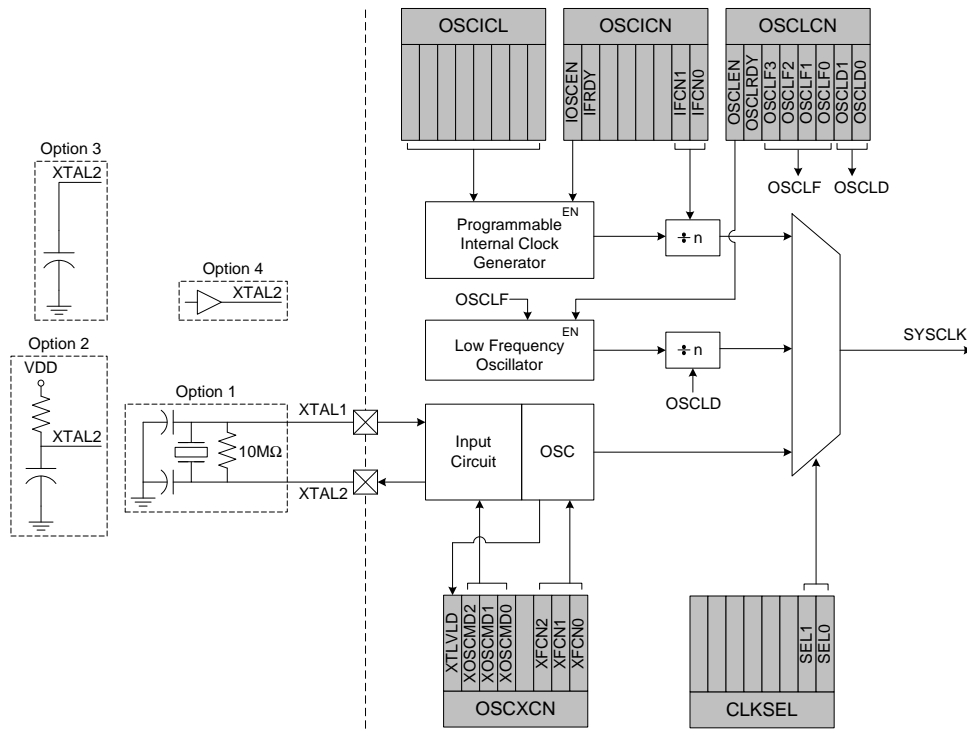 OSCICL
OSCICN
IOSCEN
IFRDY
IFCN1
IFCN0
OSCLCN
OSCLEN
OSCLRDY
OSCLF3
OSCLF2
OSCLF1
OSCLF0
OSCLD1
OSCLD0
OSCLF
OSCLD
Option 3
XTAL2
Option 4
XTAL2
EN
Programmable
Internal Clock
Generator
÷ n
OSCLF
EN
Low Frequency
Oscillator
÷ n
OSCLD
SYSCLK
Option 2
VDD
XTAL2
Option 1
10MΩ
XTAL1
XTAL2
Input
Circuit
OSC
XTLVLD
XOSCMD2
XOSCMD1
XOSCMD0
XFCN2
XFCN1
XFCN0
OSCXCN
SEL1
SEL0
CLKSEL